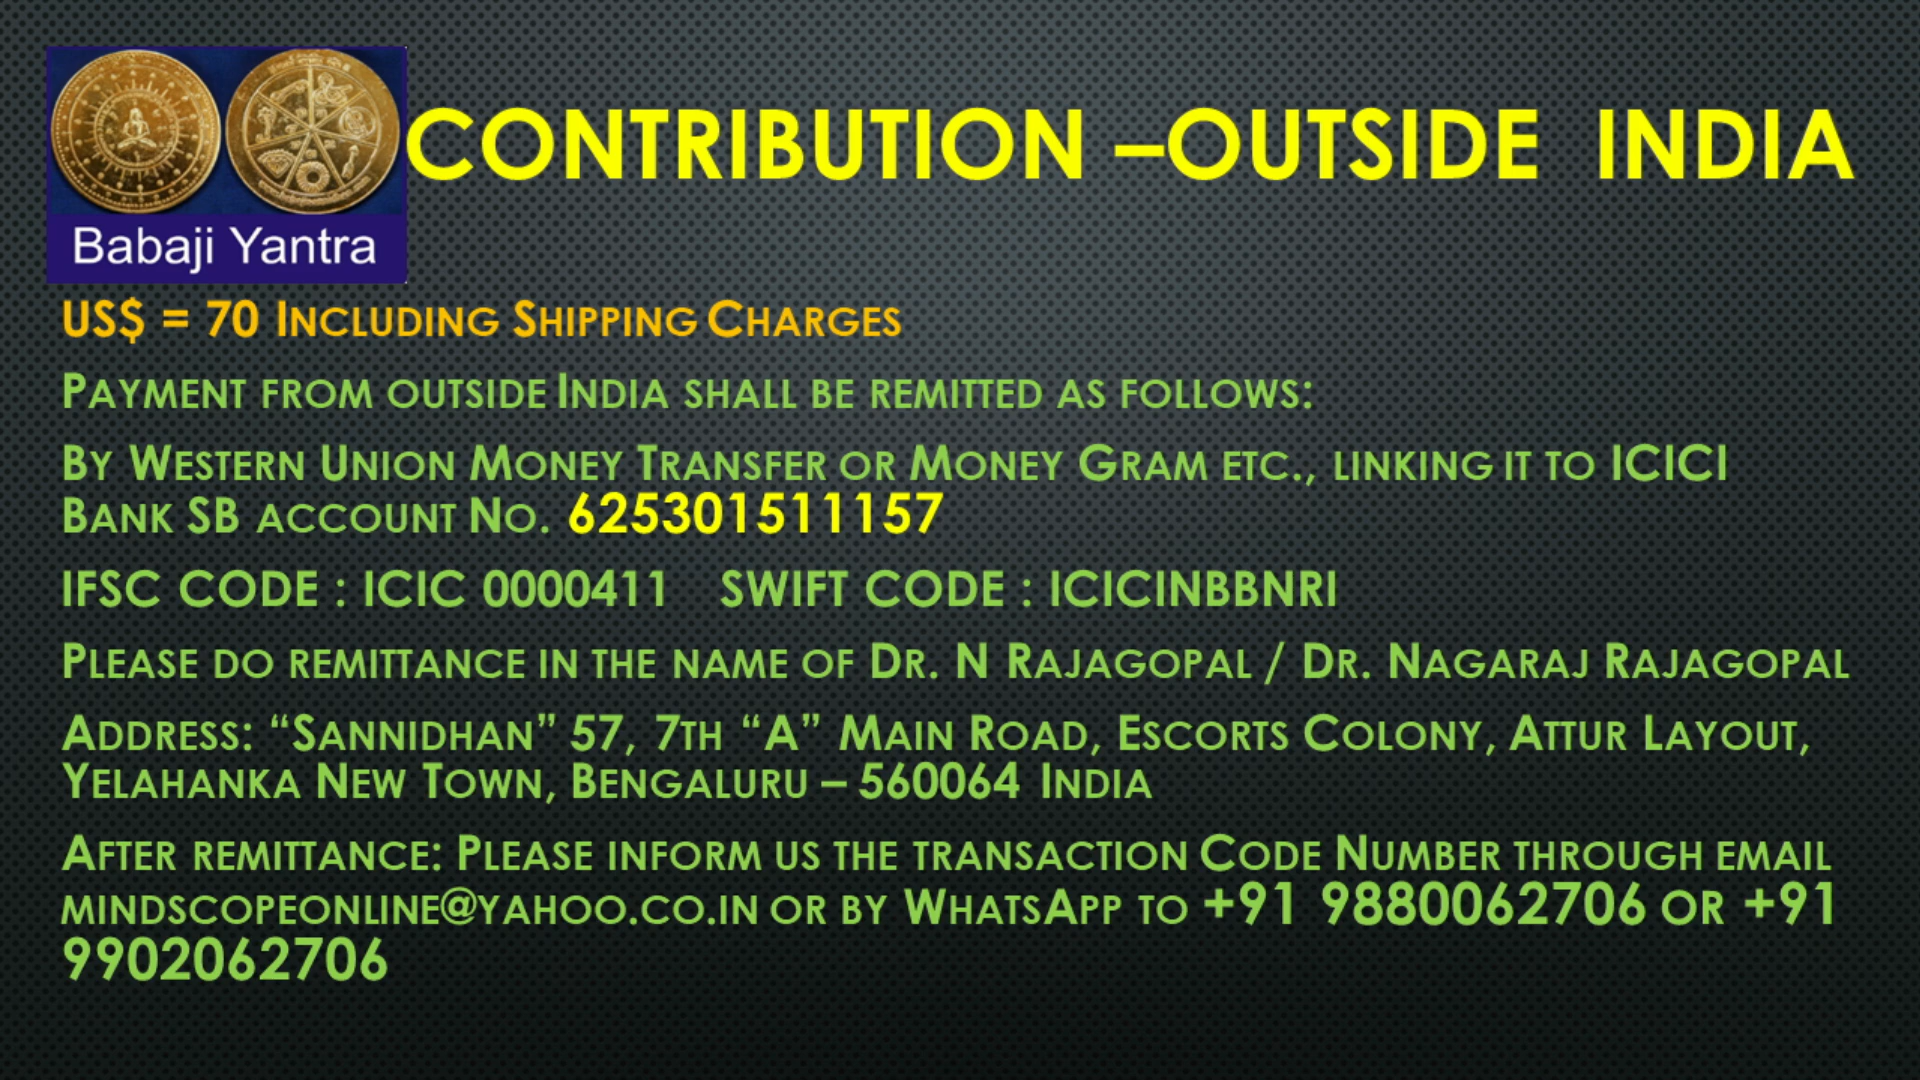 CONTRIBUTION –OUTSIDE INDIA
Babaji Yantra
US$ = 70 Including Shipping Charges
Payment from outside India shall be remitted as follows:
By Western Union Money Transfer or Money Gram etc., linking it to ICICI
Bank SB account No. 625301511157
IFSC CODE : ICIC 0000411 SWIFT CODE : ICICINBBNRI
Please do remittance in the name of Dr. N Rajagopal / Dr. Nagaraj Rajagopal
Address: “Sannidhan” 57, 7th “A” Main Road, Escorts Colony, Attur Layout,
Yelahanka New Town, Bengaluru – 560064 India
After remittance: Please inform us the transaction Code Number through email
mindscopeonline@yahoo.co.in or by WhatsApp to +91 9880062706 or +91
9902062706